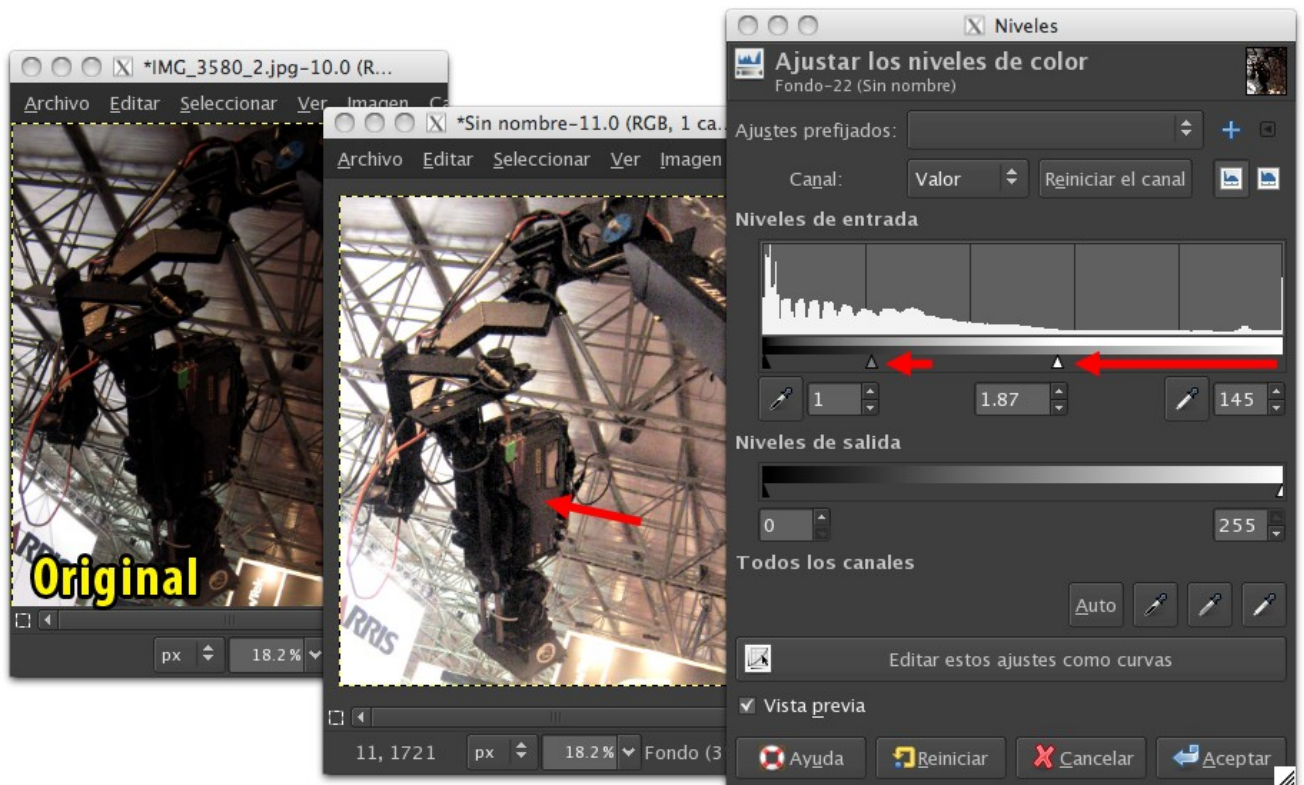 *IMG_3580_2.jpg-10.0 (R...
Archivo Editar Seleccionar Ver Imagen
Original
px 18.2%
*Sin nombre-11.0 (RGB, 1 ca...
Archivo Editar Seleccionar Ver Imagen
ARRIS
11, 1721 px 18.2% Fondo (3
Niveles
Ajustar los niveles de color
Fondo-22 (Sin nombre)
Ajustes prefijados:
Canal: Valor Reiniciar el canal
Niveles de entrada
1 1.87 145
Niveles de salida
0 255
Todos los canales
Auto
Editar estos ajustes como curvas
Vista previa
Ayuda Reiniciar Cancelar Aceptar